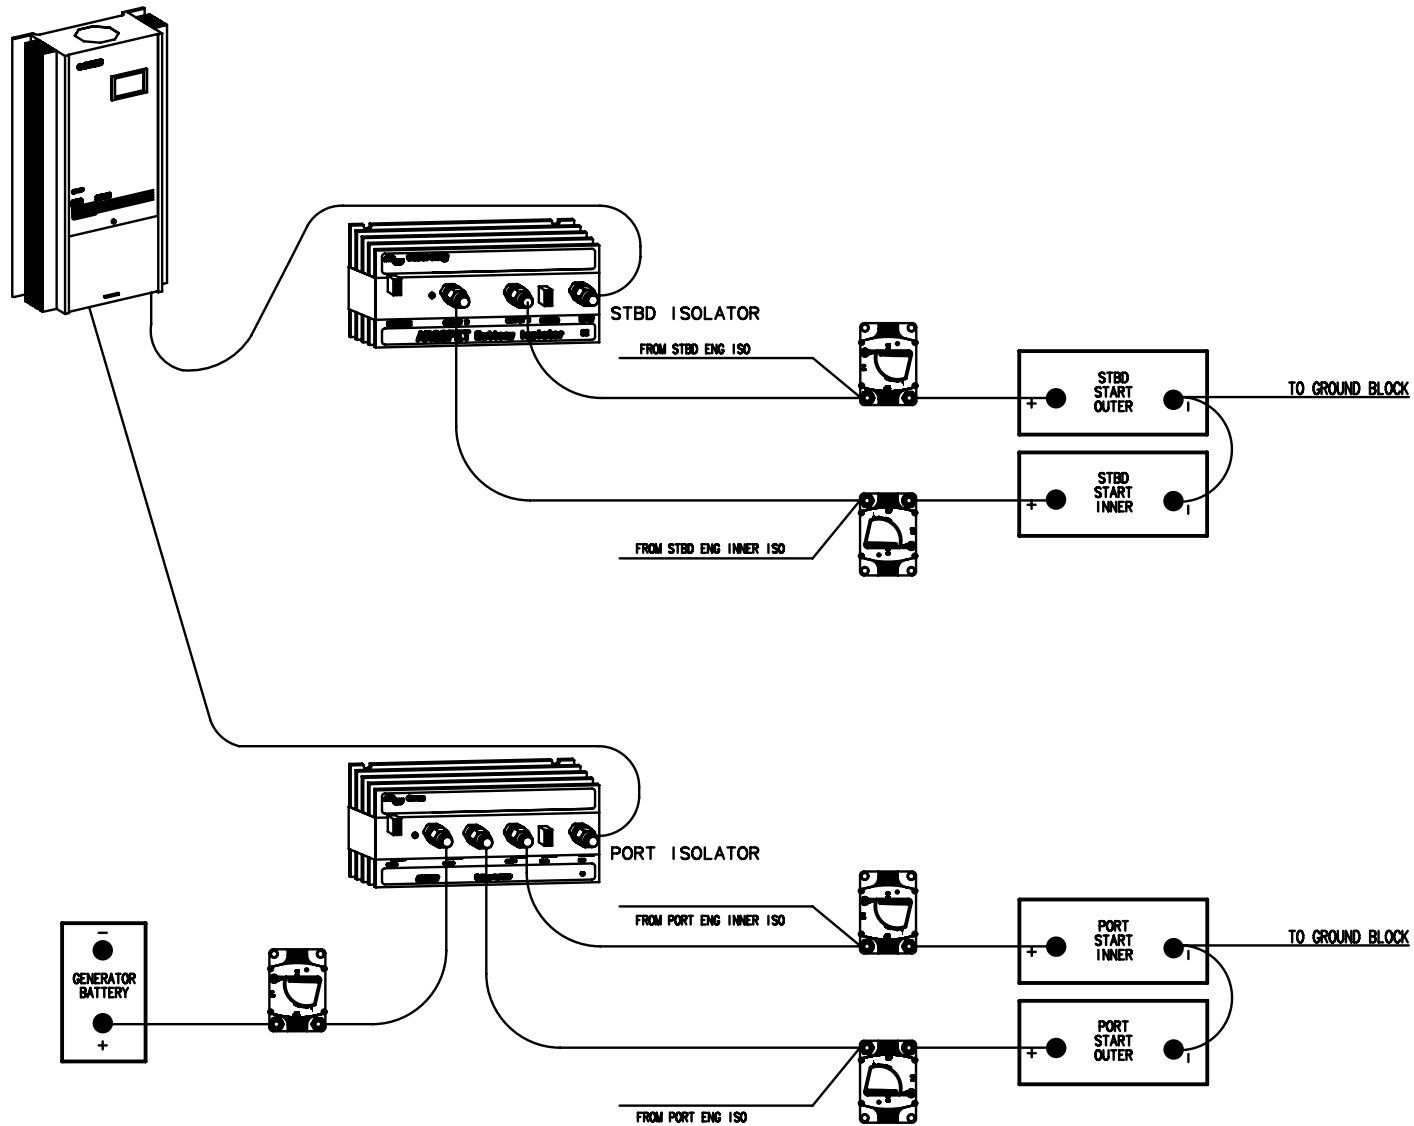 STBD ISOLATOR
FROM STBD ENG ISO
STBD
START
OUTER
+
-
TO GROUND BLOCK
STBD
START
INNER
+
-
FROM STBD ENG INNER ISO
PORT ISOLATOR
FROM PORT ENG INNER ISO
PORT
START
INNER
+
-
TO GROUND BLOCK
-
GENERATOR
BATTERY
+
PORT
START
OUTER
+
-
FROM PORT ENG ISO